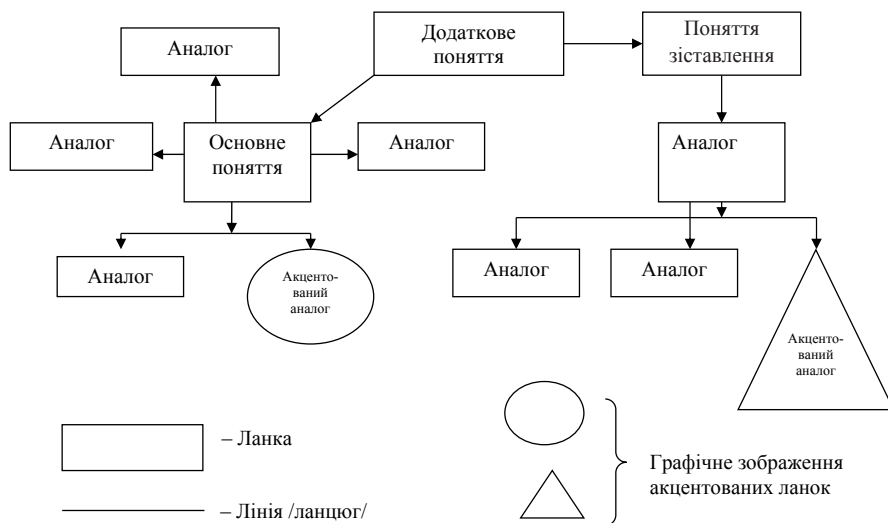 Аналог
Додаткове
поняття
Поняття
зіставлення
Аналог
Основне
поняття
Аналог
Аналог
Аналог
Акценто-
ваний
аналог
Аналог
Аналог
Акценто-
ваний
аналог
– Ланка
– Лінія /ланцюг/
Графічне зображення
акцентованих ланок